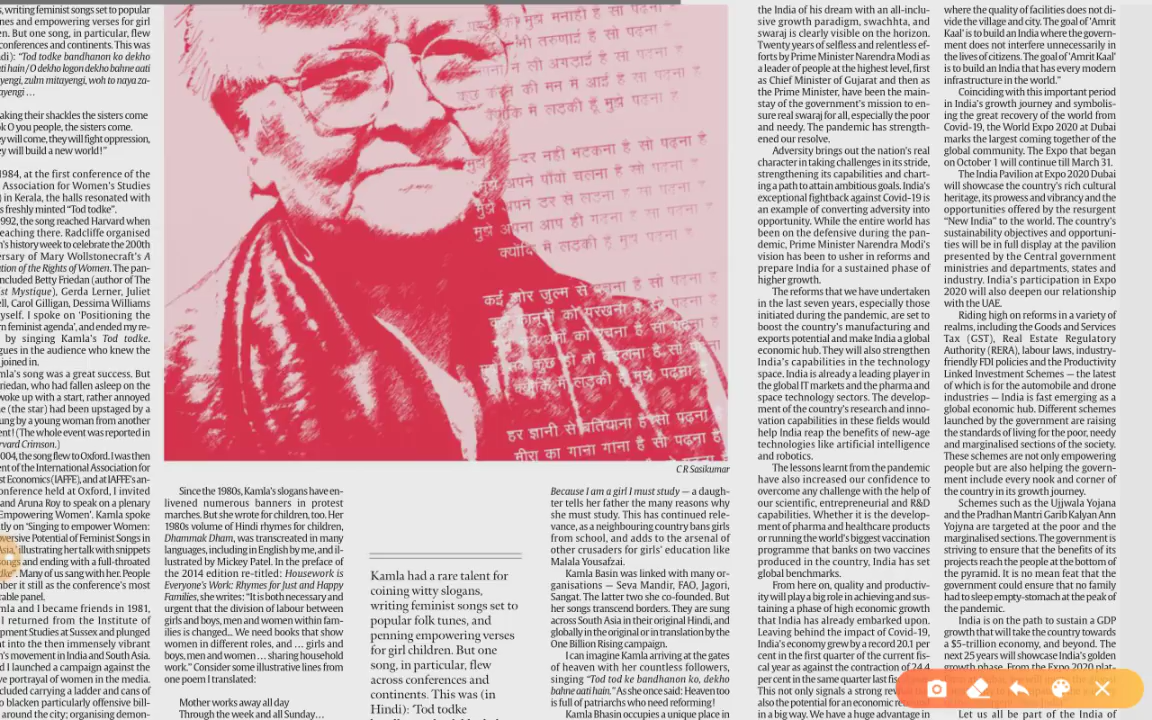 s, writing feminist songs set to popular
nes and empowering verses for girl
en. But one song, in particular, flew
continents and conferences. This was
di): "Tod todke bandhanon ko dekho
ati hain / O dekho logon dekho bahne aati
yengi, zulm mitayengi, woh to naya za-
ayengi ...
aking their shackles the sisters come
k O you people, the sisters come.
ey will come, they will fight oppression,
ey will build a new world!"
1984, at the first conference of the
Association for Women's Studies
) in Kerala, the halls resonated with
s freshly minted "Tod todke".
992, the song reached Harvard when
eaching there. Radcliffe organised
n's history week to celebrate the 200th
ersary of Mary Wollstonecraft's A
ation of the Rights of Women. The pan-
included Betty Friedan (author of The
st Mystique), Gerda Lerner, Juliet
ell, Carol Gilligan, Dessima Williams
yself. I spoke on 'Positioning the
n feminist agenda', and ended my re-
by singing Kamla's Tod todke.
gues in the audience who knew the
joined in.
mla's song was a great success. But
riedan, who had fallen asleep on the
woke up with a start, rather annoyed
e (the star) had been upstaged by a
ung by a young woman from another
ent! (The whole event was reported in
rvard Crimson.)
004, the song flew to Oxford. I was then
ent of the International Association for
st Economics (IAFFE), and at IAFFE's an-
onference held at Oxford, I invited
and Aruna Roy to speak on a plenary
Empowering Women'. Kamla spoke
tly on 'Singing to empower Women:
oversive Potential of Feminist Songs in
Asia,' illustrating her talk with snippets
songs and ending with a full-throated
dke". Many of us sang with her. People
mber it still as the conference's most
rable panel.
mla and I became friends in 1981,
I returned from the Institute of
pment Studies at Sussex and plunged
t into the then immensely vibrant
n's movement in India and South Asia.
d I launched a campaign against the
ve portrayal of women in the media.
cluded carrying a ladder and cans of
o blacken particularly offensive bill-
around the city; organising demon-
मुझे मनाही है सो पढ़ना
भी तरुणाई है सो पढ़ना
न ली अगड़ाई है सो पढ़ना
कुछ करने की मन में आई है सो पढ़ना
क्योंकि मैं लड़की हूँ मुझे पढ़ना है
दर नहीं भटकना है सो पढ़ना
मुझे अपने पाँवों चलना है सो पढ़ना है
मुझे अपने डर से लड़ना है सो पढ़ना है
मुझे अपना आप ही गढ़ना है सो पढ़ना है
क्योंकि मैं लड़की हूँ मुझे पढ़ना है
कई ज़ोर जुल्म से बचना है सो पढ़ना है
कई कानूनों को परखना है सो पढ़ना है
मुझे नये धर्मों को रचना है सो पढ़ना है
मुझे सब कुछ ही तो बदलना है सो पढ़ना है
क्योंकि मैं लड़की हूँ मुझे पढ़ना है
हर ज्ञानी से बतियाना है सो पढ़ना है
मीरा का गाना गाना है सो पढ़ना है
C R Sasikumar
Since the 1980s, Kamla's slogans have en-
livened numerous banners in protest
marches. But she wrote for children, too. Her
1980s volume of Hindi rhymes for children,
Dhammak Dham, was transcreated in many
languages, including in English by me, and il-
lustrated by Mickey Patel. In the preface of
the 2014 edition re-titled: Housework is
Everyone's Work: Rhymes for Just and Happy
Families, she writes: "It is both necessary and
urgent that the division of labour between
girls and boys, men and women within fam-
ilies is changed... We need books that show
women in different roles, and ... girls and
boys, men and women ... sharing household
work." Consider some illustrative lines from
one poem I translated:
Mother works away all day
Through the week and all Sunday...
Kamla had a rare talent for
coining witty slogans,
writing feminist songs set to
popular folk tunes, and
penning empowering verses
for girl children. But one
song, in particular, flew
across conferences and
continents. This was (in
Hindi): 'Tod todke
Because I am a girl I must study — a daugh-
ter tells her father the many reasons why
she must study. This has continued rele-
vance, as a neighbouring country bans girls
from school, and adds to the arsenal of
other crusaders for girls' education like
Malala Yousafzai.
Kamla Basin was linked with many or-
ganisations — Seva Mandir, FAO, Jagori,
Sangat. The latter two she co-founded. But
her songs transcend borders. They are sung
across South Asia in their original Hindi, and
globally in the original or in translation by the
One Billion Rising campaign.
I can imagine Kamla arriving at the gates
of heaven with her countless followers,
singing "Tod todke bandhanon ko, dekho
bahne aati hain." As she once said: Heaven too
is full of patriarchs who need reforming!
Kamla Bhasin occupies a unique place in
the India of his dream with an all-inclu-
sive growth paradigm, swachhta, and
swaraj is clearly visible on the horizon.
Twenty years of selfless and relentless ef-
forts by Prime Minister Narendra Modi as
a leader of people at the highest level, first
as Chief Minister of Gujarat and then as
the Prime Minister, have been the main-
stay of the government's mission to en-
sure real swaraj for all, especially the poor
and needy. The pandemic has strength-
ened our resolve.
Adversity brings out the nation's real
character in taking challenges in its stride,
strengthening its capabilities and chart-
ing a path to attain ambitious goals. India's
exceptional fightback against Covid-19 is
an example of converting adversity into
opportunity. While the entire world has
been on the defensive during the pan-
demic, Prime Minister Narendra Modi's
vision has been to usher in reforms and
prepare India for a sustained phase of
higher growth.
The reforms that we have undertaken
in the last seven years, especially those
initiated during the pandemic, are set to
boost the country's manufacturing and
exports potential and make India a global
economic hub. They will also strengthen
India's capabilities in the technology
space. India is already a leading player in
the global IT markets and the pharma and
space technology sectors. The develop-
ment of the country's research and inno-
vation capabilities in these fields would
help India reap the benefits of new-age
technologies like artificial intelligence
and robotics.
The lessons learnt from the pandemic
have also increased our confidence to
overcome any challenge with the help of
our scientific, entrepreneurial and R&D
capabilities. Whether it is the develop-
ment of pharma and healthcare products
or running the world's biggest vaccination
programme that banks on two vaccines
produced in the country, India has set
global benchmarks.
From here on, quality and productiv-
ity will play a big role in achieving and sus-
taining a phase of high economic growth
that India has already embarked upon.
Leaving behind the impact of Covid-19,
India's economy grew by a record 20.1 per
cent in the first quarter of the current fis-
cal year as against the contraction of 24.4
per cent in the same quarter last fis
This not only signals a strong rev
also the potential for an economic re
in a big way. We have a huge advantage in
where the quality of facilities does not di-
vide the village and city. The goal of 'Amrit
Kaal' is to build an India where the govern-
ment does not interfere unnecessarily in
the lives of citizens. The goal of 'Amrit Kaal'
is to build an India that has every modern
infrastructure in the world."
Coinciding with this important period
in India's growth journey and symbolis-
ing the great recovery of the world from
Covid-19, the World Expo 2020 at Dubai
marks the largest coming together of the
global community. The Expo that began
on October 1 will continue till March 31.
The India Pavilion at Expo 2020 Dubai
will showcase the country's rich cultural
heritage, its prowess and vibrancy and the
opportunities offered by the resurgent
"New India" to the world. The country's
sustainability objectives and opportuni-
ties will be in full display at the pavilion
presented by the Central government
ministries and departments, states and
industry. India's participation in Expo
2020 will also deepen our relationship
with the UAE.
Riding high on reforms in a variety of
realms, including the Goods and Services
Tax (GST), Real Estate Regulatory
Authority (RERA), labour laws, industry-
friendly FDI policies and the Productivity
Linked Investment Schemes — the latest
of which is for the automobile and drone
industries — India is fast emerging as a
global economic hub. Different schemes
launched by the government are raising
the standards of living for the poor, needy
and marginalised sections of the society.
These schemes are not only empowering
people but are also helping the govern-
ment include every nook and corner of
the country in its growth journey.
Schemes such as the Ujjwala Yojana
and the Pradhan Mantri Garib Kalyan Ann
Yojyna are targeted at the poor and the
marginalised sections. The government is
striving to ensure that the benefits of its
projects reach the people at the bottom of
the pyramid. It is no mean feat that the
government could ensure that no family
had to sleep empty-stomach at the peak of
the pandemic.
India is on the path to sustain a GDP
growth that will take the country towards
a $5-trillion economy, and beyond. The
next 25 years will showcase India's golden
growth phase. From the Expo 2020 plat-
Let us all be part of the India of